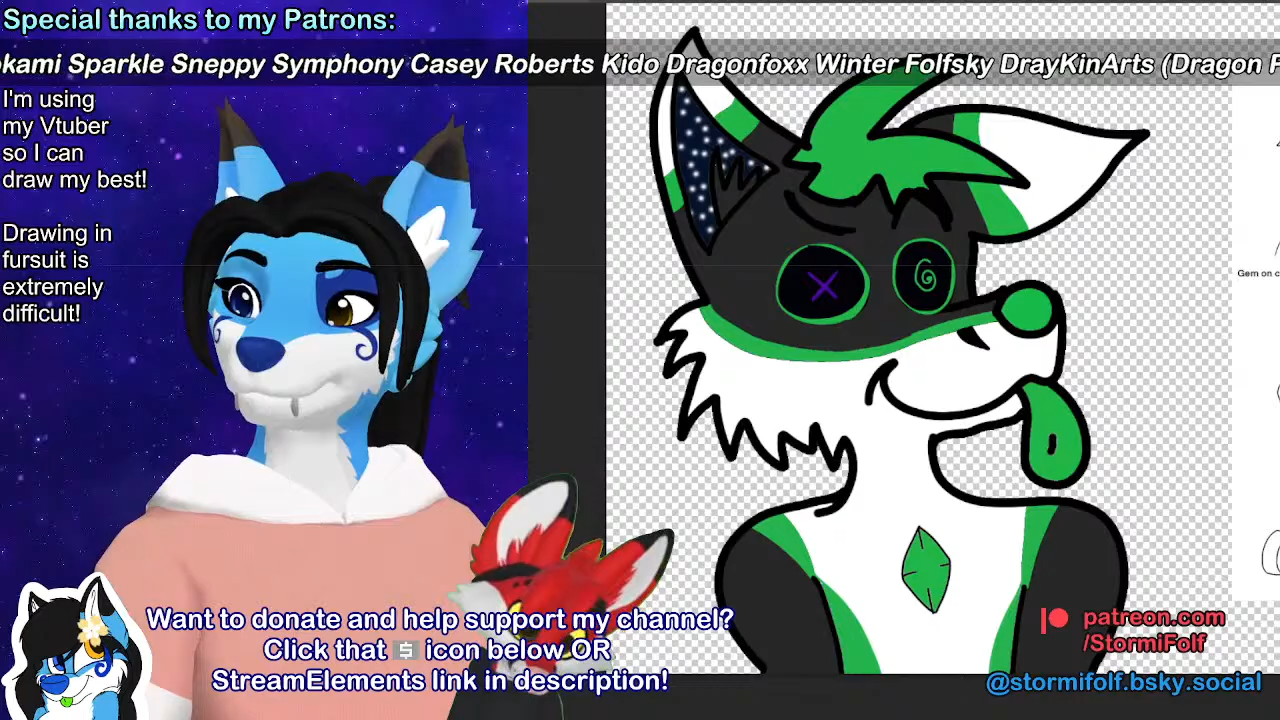 Special thanks to my Patrons:
okami Sparkle Sneppy Symphony Casey Roberts Kido Dragonfoxx Winter Folfsky DrayKinArts (Dragon F
I'm using
my Vtuber
so I can
draw my best!
Drawing in
fursuit is
extremely
difficult!
Gem on c
Want to donate and help support my channel?
Click that $ icon below OR
StreamElements link in description!
patreon.com
/StormiFolf
@stormifolf.bsky.social